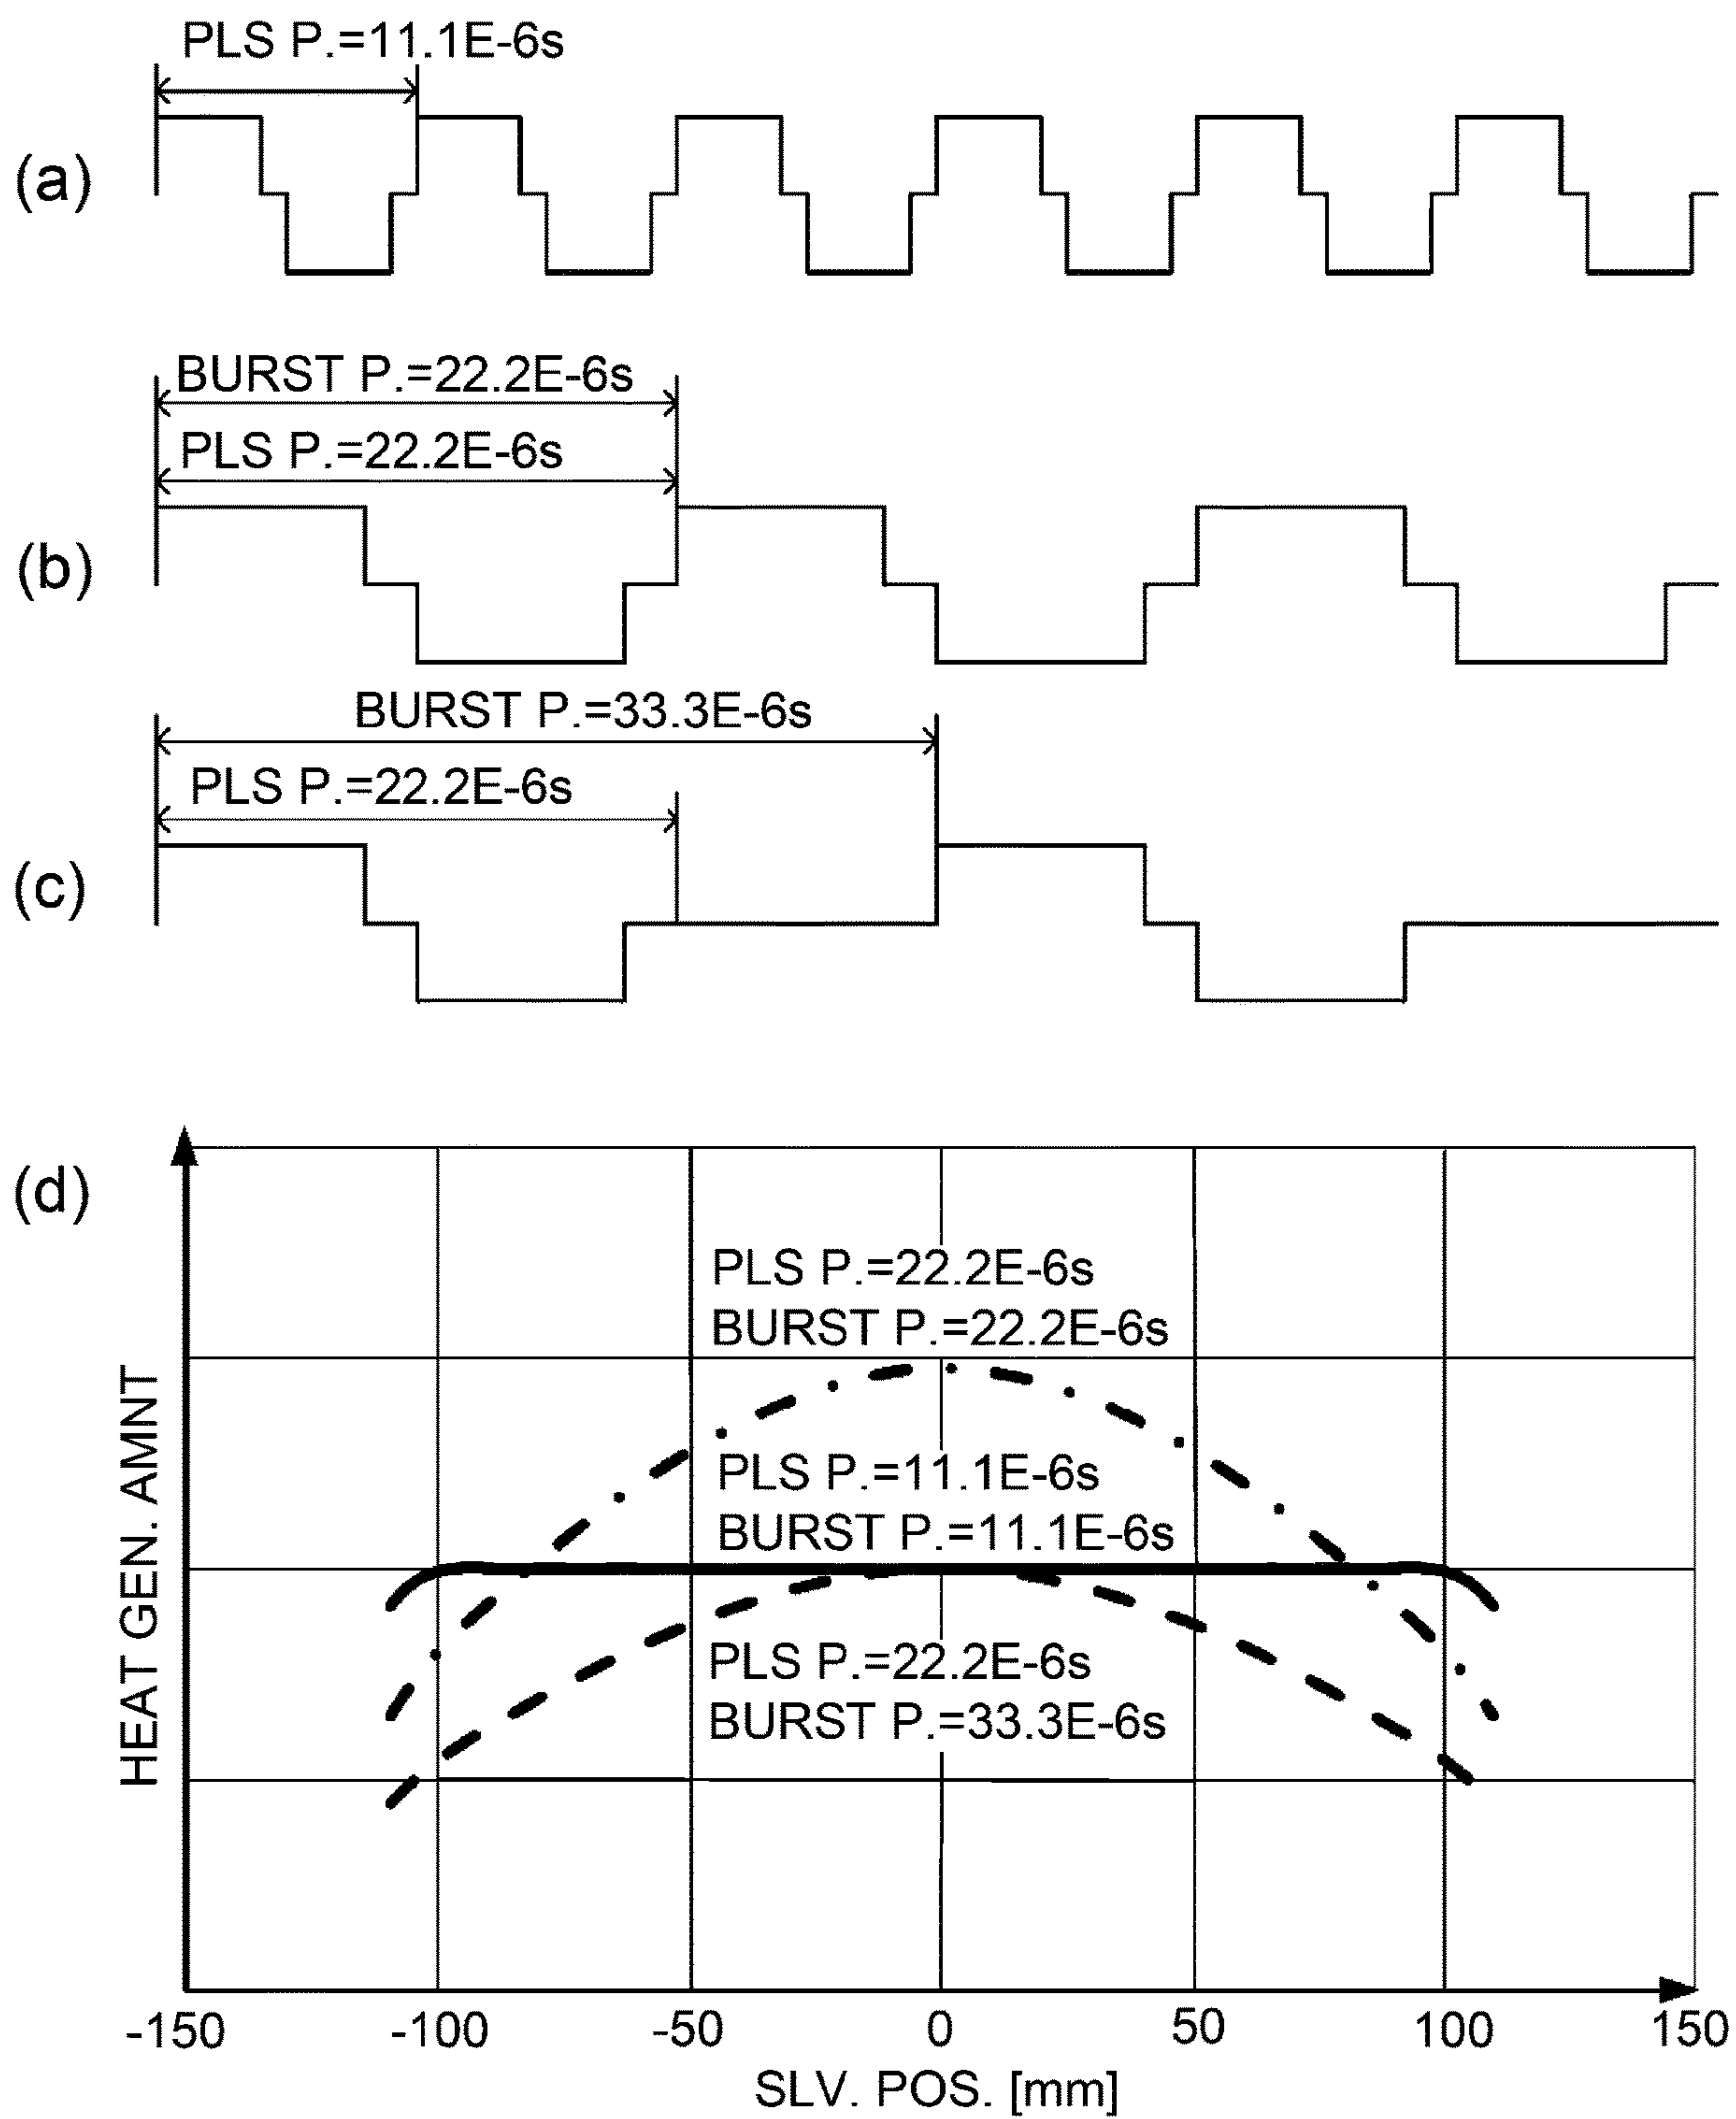 PLS P.=11.1E-6s
(a)
BURST P.=22.2E-6s
PLS P.=22.2E-6s
(b)
BURST P.=33.3E-6s
PLS P.=22.2E-6s
(c)
(d)
PLS P.=22.2E-6s
BURST P.=22.2E-6s
PLS P.=11.1E-6s
BURST P.=11.1E-6s
PLS P.=22.2E-6s
BURST P.=33.3E-6s
HEAT GEN. AMNT
-150 -100 -50 0 50 100 150
SLV. POS. [mm]